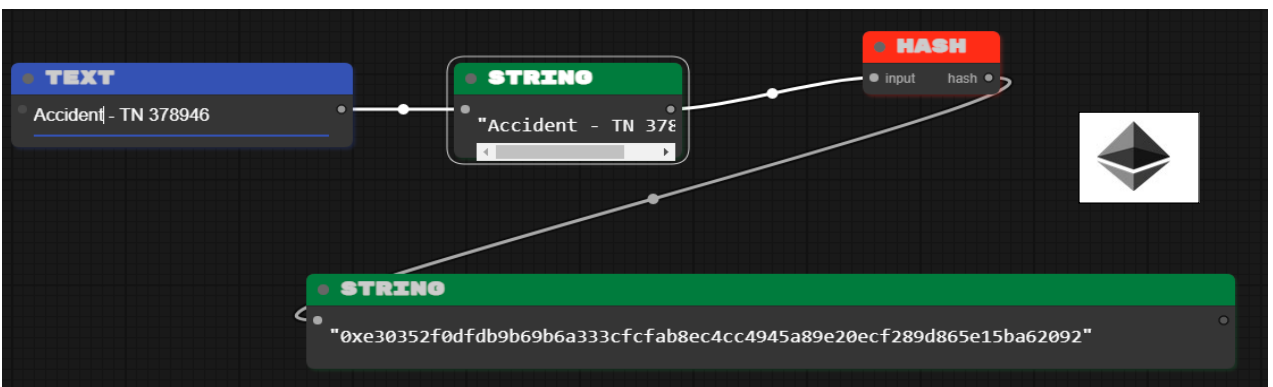 TEXT
Accident - TN 378946
STRING
"Accident - TN 378
HASH
input hash
STRING
"0xe30352f0dfdb9b69b6a333cfcfab8ec4cc4945a89e20ecf289d865e15ba62092"